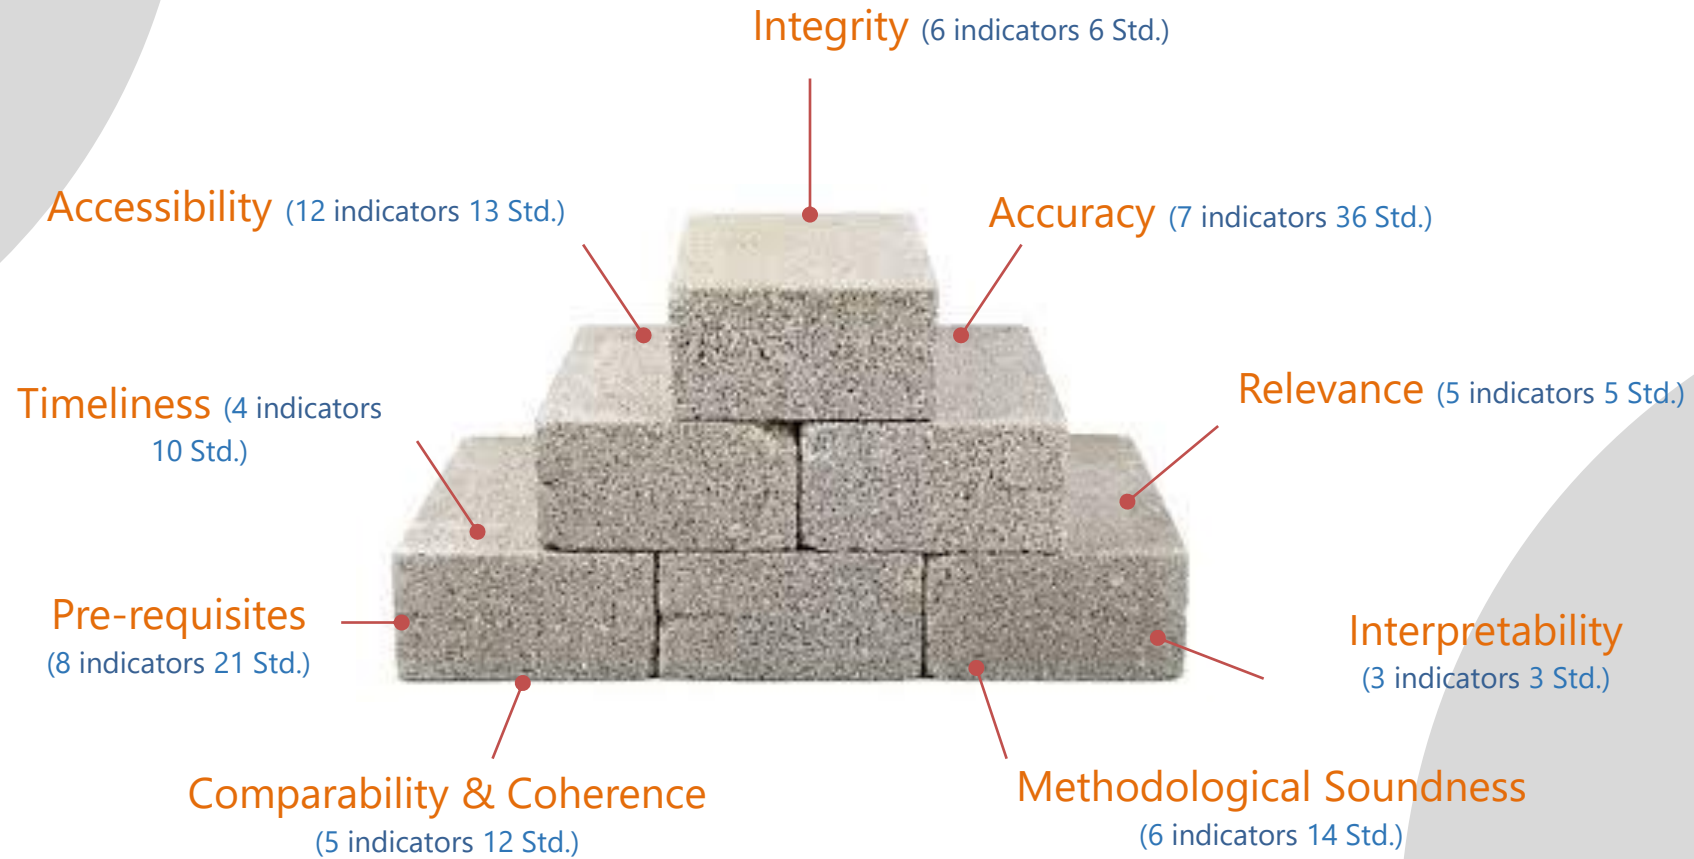 Integrity (6 indicators 6 Std.)
Accessibility (12 indicators 13 Std.)
Accuracy (7 indicators 36 Std.)
Timeliness (4 indicators
10 Std.)
Relevance (5 indicators 5 Std.)
Pre-requisites
(8 indicators 21 Std.)
Interpretability
(3 indicators 3 Std.)
Comparability & Coherence
(5 indicators 12 Std.)
Methodological Soundness
(6 indicators 14 Std.)